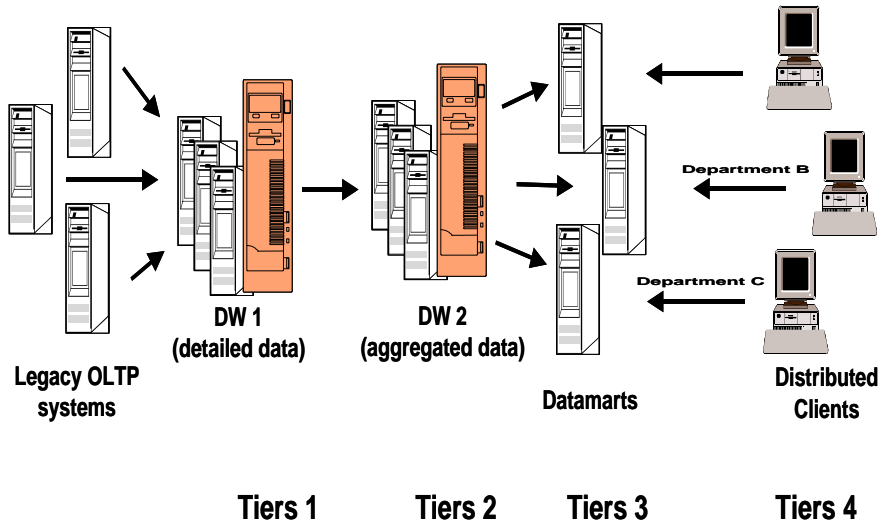 Department B
Department C
DW 1
(detailed data)
DW 2
(aggregated data)
Legacy OLTP
systems
Datamarts
Distributed
Clients
Tiers 1
Tiers 2
Tiers 3
Tiers 4